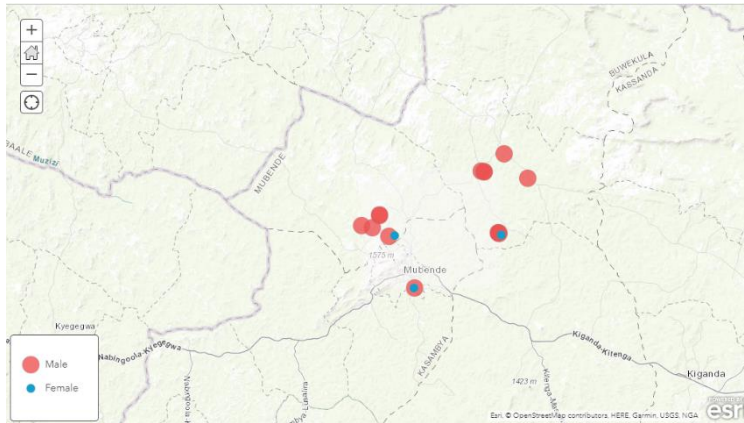 +
−
BUWEKULA
KASSANDA
BAALE
Muzizi
MUBENDE
1573 m
Mubende
Kyegegwa
Nabingoola-Kyegegwa
KASAMBYA
Kiganda-Kitenga
Kiganda
1423 m
Male
Female
Esri, © OpenStreetMap contributors, HERE, Garmin, USGS, NGA
esri